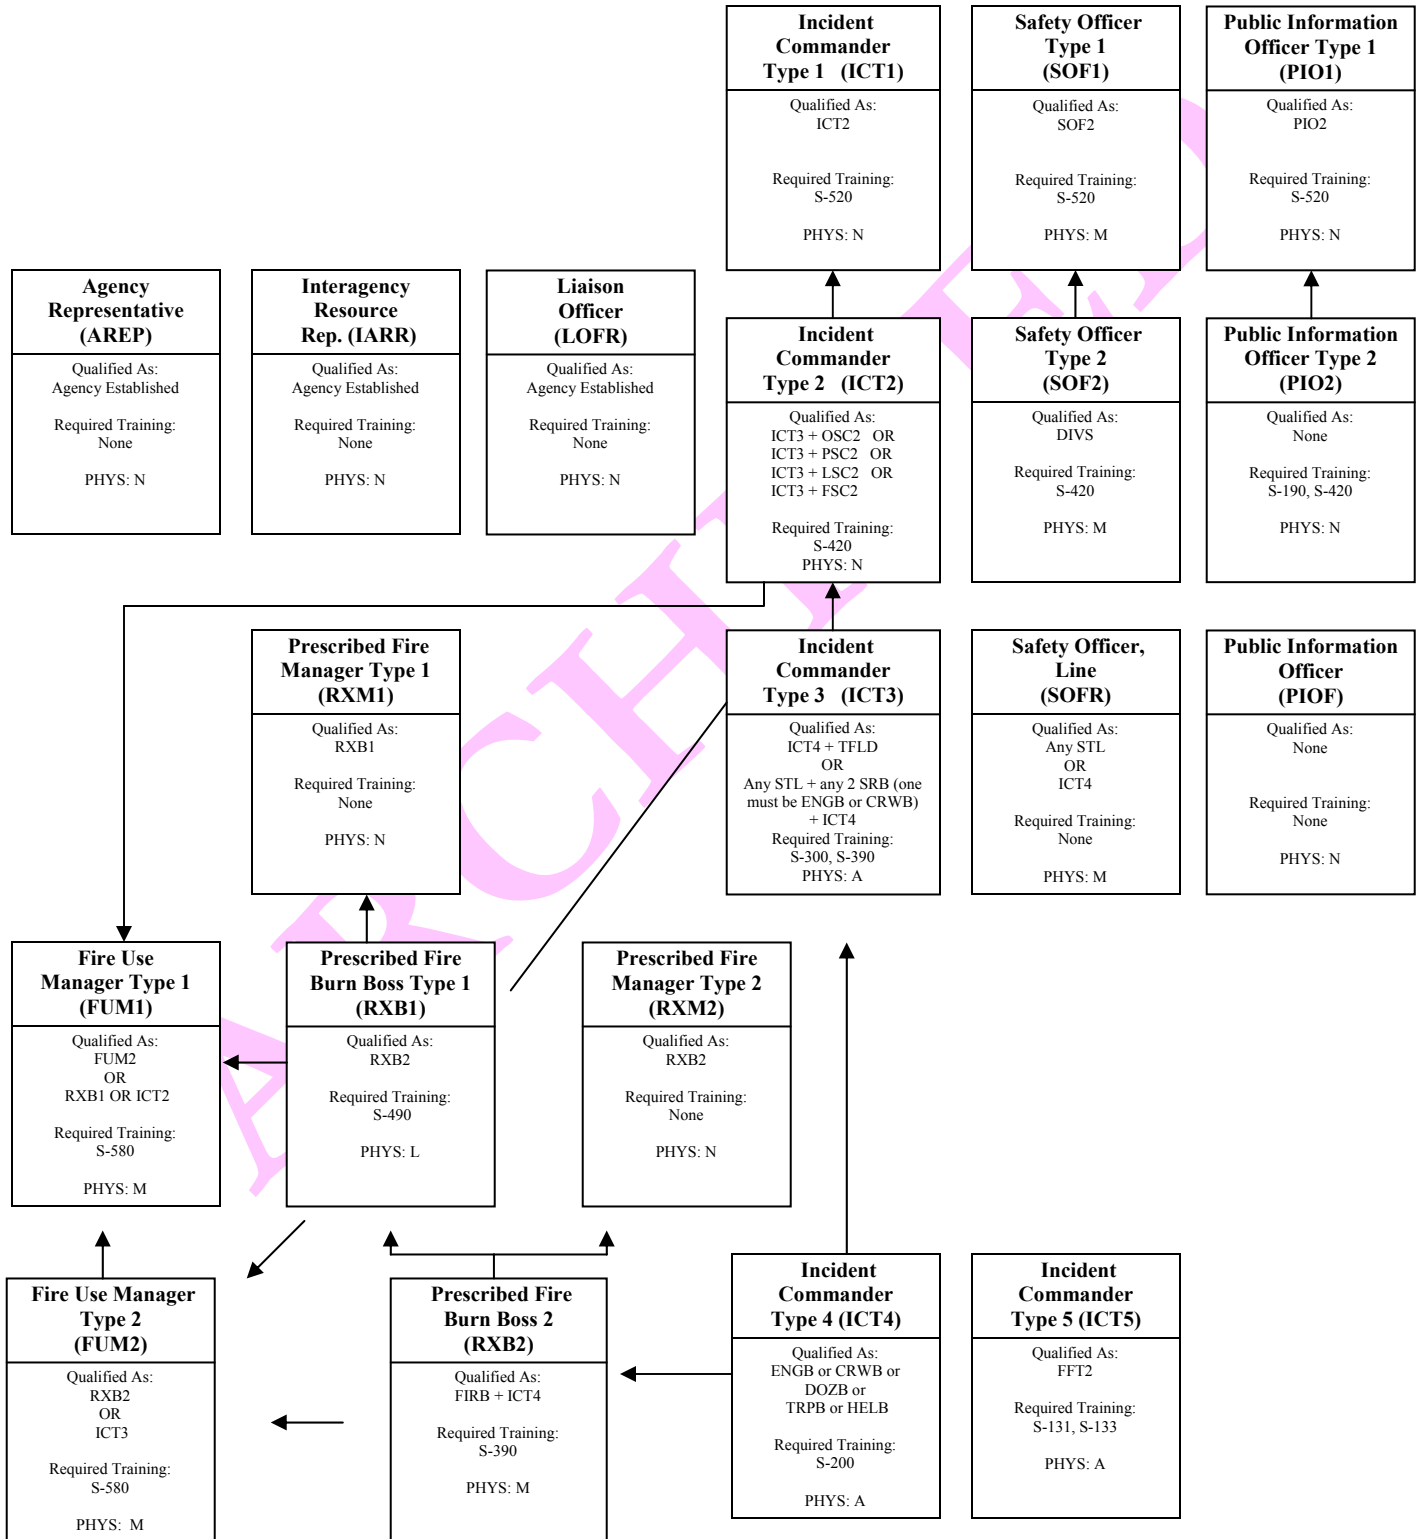 Incident
Commander
Type 1 (ICT1)
Qualified As:
ICT2
Required Training:
S-520
PHYS: N
Safety Officer
Type 1
(SOF1)
Qualified As:
SOF2
Required Training:
S-520
PHYS: M
Public Information
Officer Type 1
(PIO1)
Qualified As:
PIO2
Required Training:
S-520
PHYS: N
Agency
Representative
(AREP)
Qualified As:
Agency Established
Required Training:
None
PHYS: N
Interagency
Resource
Rep. (IARR)
Qualified As:
Agency Established
Required Training:
None
PHYS: N
Liaison
Officer
(LOFR)
Qualified As:
Agency Established
Required Training:
None
PHYS: N
Incident
Commander
Type 2 (ICT2)
Qualified As:
ICT3 + OSC2 OR
ICT3 + PSC2 OR
ICT3 + LSC2 OR
ICT3 + FSC2
Required Training:
S-420
PHYS: N
Safety Officer
Type 2
(SOF2)
Qualified As:
DIVS
Required Training:
S-420
PHYS: M
Public Information
Officer Type 2
(PIO2)
Qualified As:
None
Required Training:
S-190, S-420
PHYS: N
Prescribed Fire
Manager Type 1
(RXM1)
Qualified As:
RXB1
Required Training:
None
PHYS: N
Incident
Commander
Type 3 (ICT3)
Qualified As:
ICT4 + TFLD
OR
Any STL + any 2 SRB (one
must be ENGB or CRWB)
+ ICT4
Required Training:
S-300, S-390
PHYS: A
Safety Officer,
Line
(SOFR)
Qualified As:
Any STL
OR
ICT4
Required Training:
None
PHYS: M
Public Information
Officer
(PIOF)
Qualified As:
None
Required Training:
None
PHYS: N
Fire Use
Manager Type 1
(FUM1)
Qualified As:
FUM2
OR
RXB1 OR ICT2
Required Training:
S-580
PHYS: M
Prescribed Fire
Burn Boss Type 1
(RXB1)
Qualified As:
RXB2
Required Training:
S-490
PHYS: L
Prescribed Fire
Manager Type 2
(RXM2)
Qualified As:
RXB2
Required Training:
None
PHYS: N
Fire Use Manager
Type 2
(FUM2)
Qualified As:
RXB2
OR
ICT3
Required Training:
S-580
PHYS: M
Prescribed Fire
Burn Boss 2
(RXB2)
Qualified As:
FIRB + ICT4
Required Training:
S-390
PHYS: M
Incident
Commander
Type 4 (ICT4)
Qualified As:
ENGB or CRWB or
DOZB or
TRPB or HELB
Required Training:
S-200
PHYS: A
Incident
Commander
Type 5 (ICT5)
Qualified As:
FFT2
Required Training:
S-131, S-133
PHYS: A
ARCHIVED